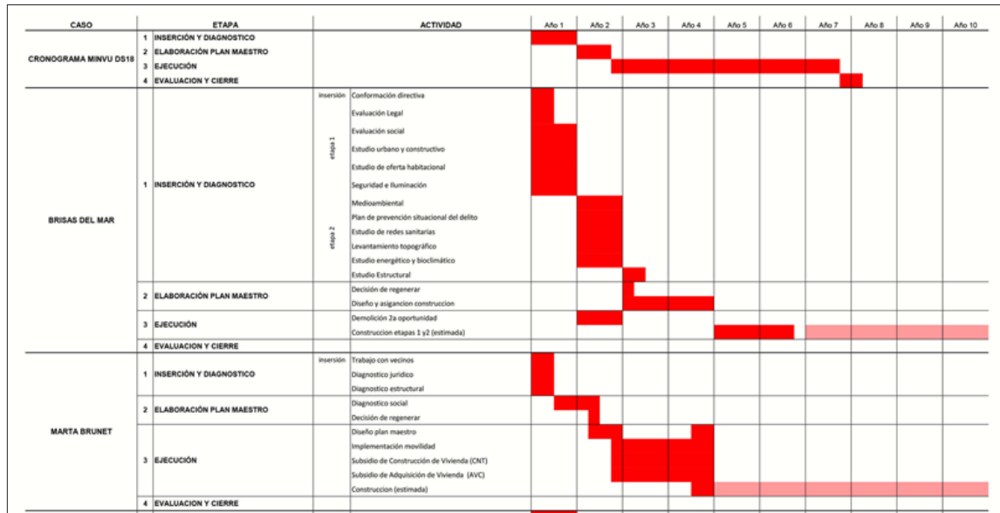 CASO ETAPA ACTIVIDAD Año 1 Año 2 Año 3 Año 4 Año 5 Año 6 Año 7 Año 8 Año 9 Año 10
CRONOGRAMA MINVU DS18
1 INSERCIÓN Y DIAGNOSTICO
2 ELABORACIÓN PLAN MAESTRO
3 EJECUCIÓN
4 EVALUACION Y CIERRE
BRISAS DEL MAR
1 INSERCIÓN Y DIAGNOSTICO
insersión Conformación directiva
Evaluación Legal
etapa 1
Evaluación social
Estudio urbano y constructivo
Estudio de oferta habitacional
Seguridad e Iluminación
etapa 2
Medioambiental
Plan de prevención situacional del delito
Estudio de redes sanitarias
Levantamiento topográfico
Estudio energético y bioclimático
Estudio Estructural
2 ELABORACIÓN PLAN MAESTRO
Decisión de regenerar
Diseño y asigancion construccion
3 EJECUCIÓN
Demolición 2a oportunidad
Construccion etapas 1 y2 (estimada)
4 EVALUACION Y CIERRE
MARTA BRUNET
1 INSERCIÓN Y DIAGNOSTICO
insersión Trabajo con vecinos
Diagnostico juridico
Diagnostico estructural
2 ELABORACIÓN PLAN MAESTRO
Diagnostico social
Decisión de regenerar
3 EJECUCIÓN
Diseño plan maestro
Implementación movilidad
Subsidio de Construcción de Vivienda (CNT)
Subsidio de Adquisición de Vivienda (AVC)
Construccion (estimada)
4 EVALUACION Y CIERRE